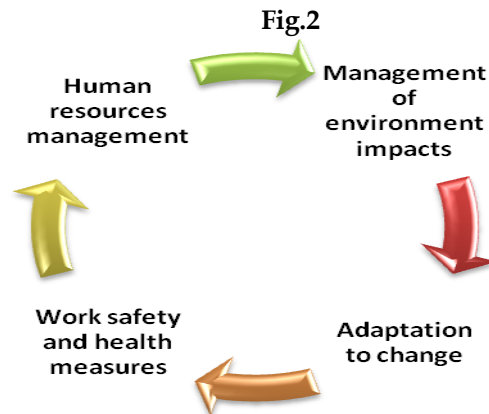 Fig.2
Human
resources
management
Management
of
environment
impacts
Adaptation
to change
Work safety
and health
measures